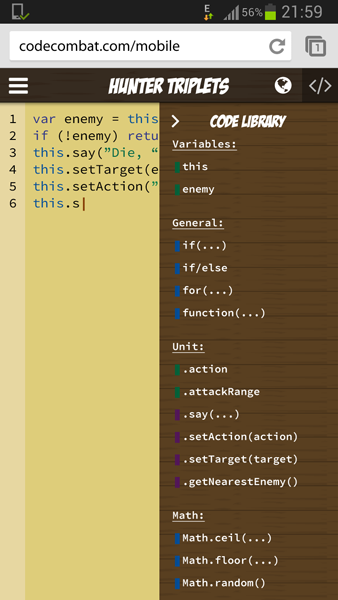 E 56% 21:59
codecombat.com/mobile 1
HUNTER TRIPLETS </>
1 var enemy = this
2 if (!enemy) retu
3 this.say("Die, "
4 this.setTarget(e
5 this.setAction("
6 this.s
CODE LIBRARY
Variables:
this
enemy
General:
if(...)
if/else
for(...)
function(...)
Unit:
.action
.attackRange
.say(...)
.setAction(action)
.setTarget(target)
.getNearestEnemy()
Math:
Math.ceil(...)
Math.floor(...)
Math.random()